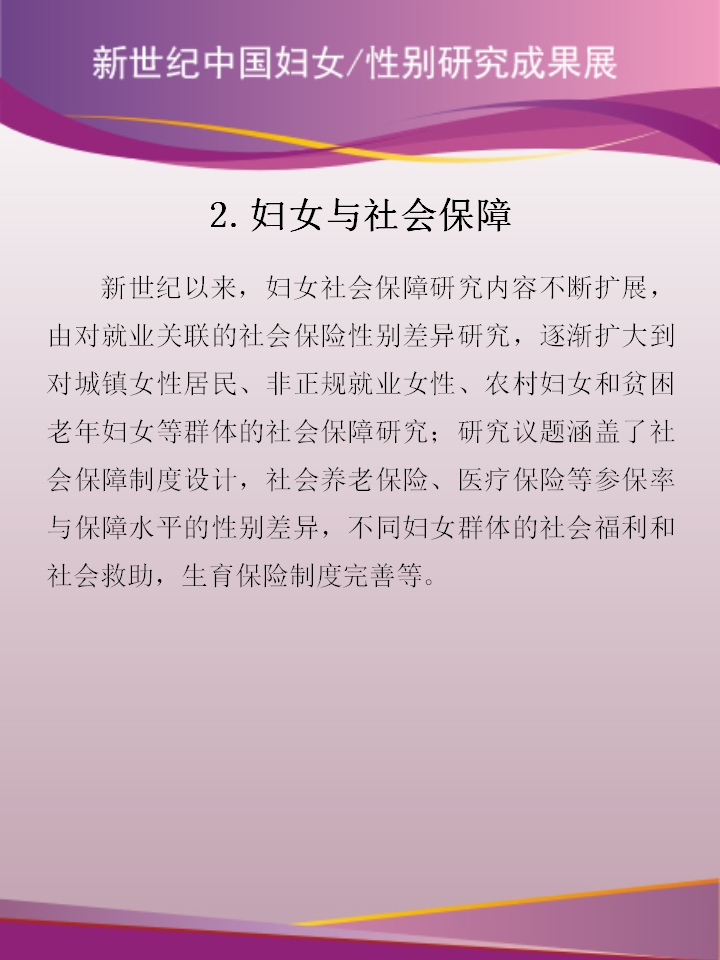 新世纪中国妇女/性别研究成果展
2.妇女与社会保障
新世纪以来，妇女社会保障研究内容不断扩展，
由对就业关联的社会保险性别差异研究，逐渐扩大到
对城镇女性居民、非正规就业女性、农村妇女和贫困
老年妇女等群体的社会保障研究；研究议题涵盖了社
会保障制度设计，社会养老保险、医疗保险等参保率
与保障水平的性别差异，不同妇女群体的社会福利和
社会救助，生育保险制度完善等。